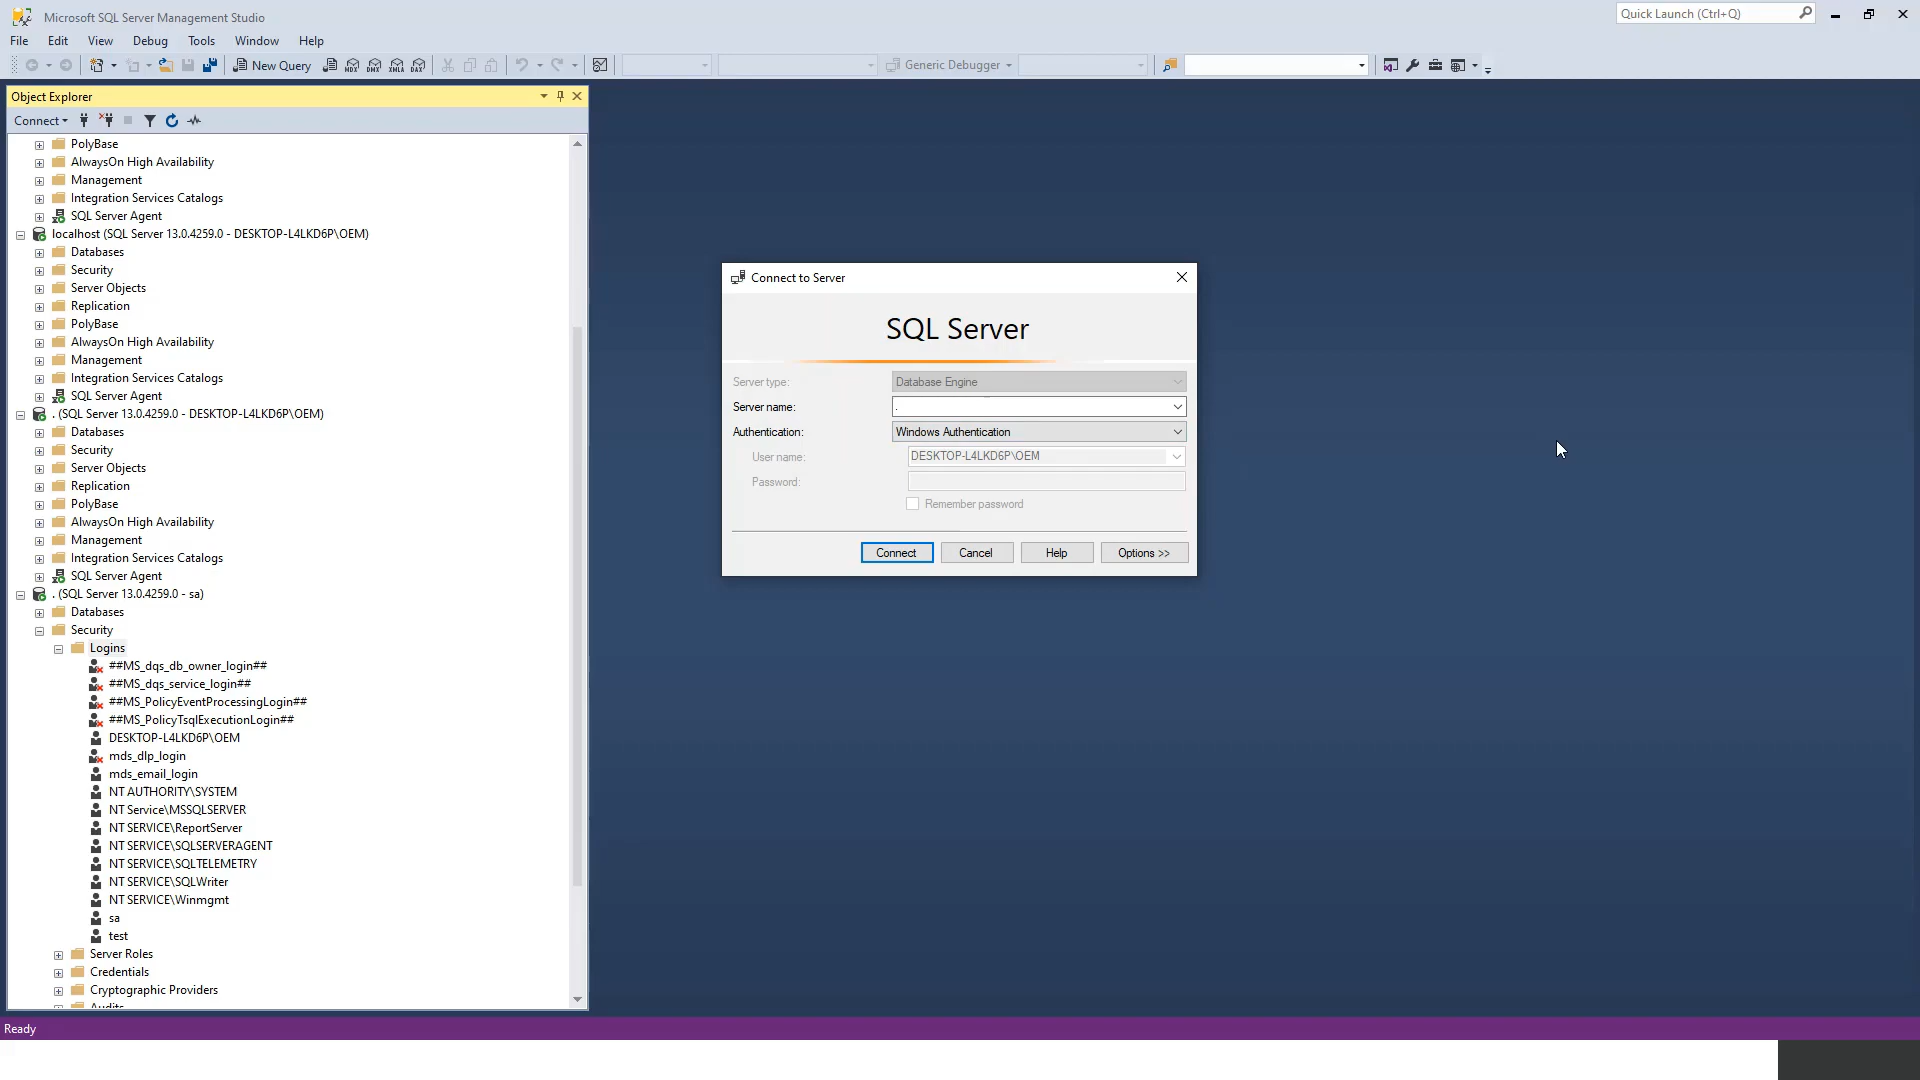 Microsoft SQL Server Management Studio
Quick Launch (Ctrl+Q)
File Edit View Debug Tools Window Help
New Query
MDX
DMX
XMLA
DAX
Generic Debugger
Object Explorer
Connect
PolyBase
AlwaysOn High Availability
Management
Integration Services Catalogs
SQL Server Agent
localhost (SQL Server 13.0.4259.0 - DESKTOP-L4LKD6P\OEM)
Databases
Security
Server Objects
Replication
PolyBase
AlwaysOn High Availability
Management
Integration Services Catalogs
SQL Server Agent
. (SQL Server 13.0.4259.0 - DESKTOP-L4LKD6P\OEM)
Databases
Security
Server Objects
Replication
PolyBase
AlwaysOn High Availability
Management
Integration Services Catalogs
SQL Server Agent
. (SQL Server 13.0.4259.0 - sa)
Databases
Security
Logins
##MS_dqs_db_owner_login##
##MS_dqs_service_login##
##MS_PolicyEventProcessingLogin##
##MS_PolicyTsqlExecutionLogin##
DESKTOP-L4LKD6P\OEM
mds_dlp_login
mds_email_login
NT AUTHORITY\SYSTEM
NT Service\MSSQLSERVER
NT SERVICE\ReportServer
NT SERVICE\SQLSERVERAGENT
NT SERVICE\SQLTELEMETRY
NT SERVICE\SQLWriter
NT SERVICE\Winmgmt
sa
test
Server Roles
Credentials
Cryptographic Providers
Audits
Connect to Server
SQL Server
Server type: Database Engine
Server name: .
Authentication: Windows Authentication
User name: DESKTOP-L4LKD6P\OEM
Password:
Remember password
Connect Cancel Help Options >>
Ready